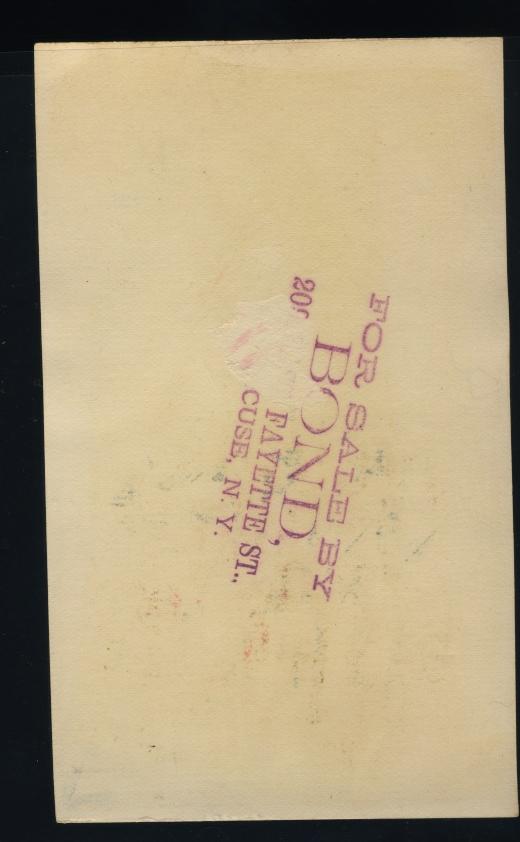 FOR SALE BY
BOND,
20
FAYETTE ST.,
CUSE, N. Y.